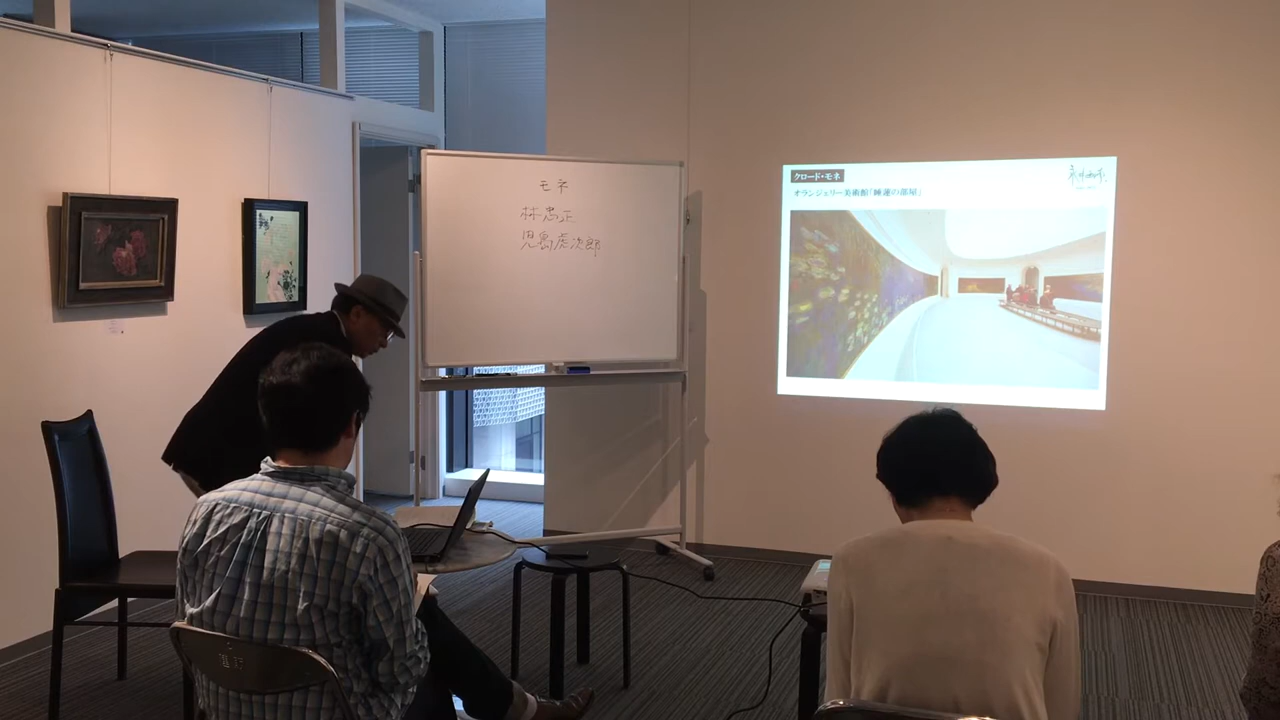 モネ
林忠正
児島虎次郎
クロード・モネ
オランジェリー美術館「睡蓮の部屋」